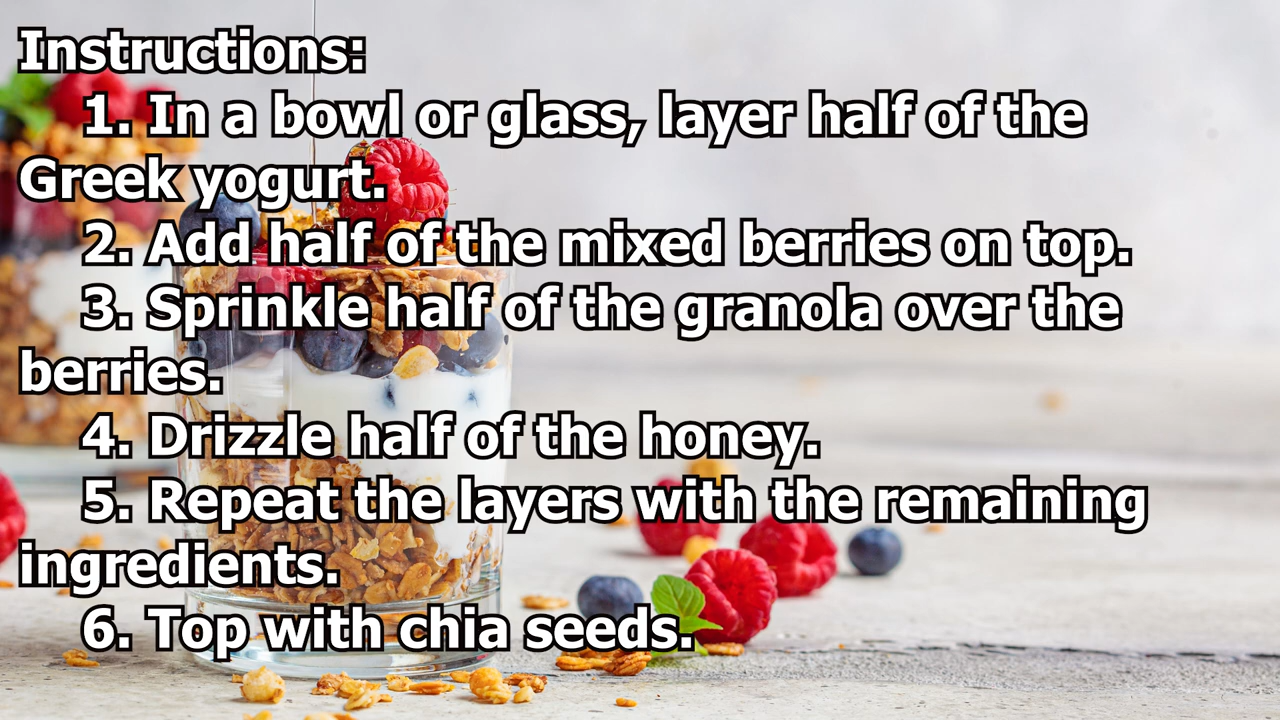 Instructions:
1. In a bowl or glass, layer half of the
Greek yogurt.
2. Add half of the mixed berries on top.
3. Sprinkle half of the granola over the
berries.
4. Drizzle half of the honey.
5. Repeat the layers with the remaining
ingredients.
6. Top with chia seeds.